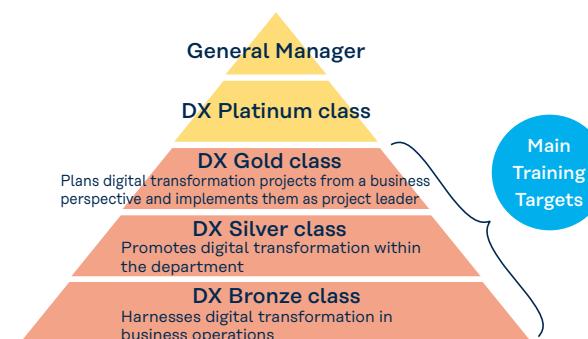 General Manager
DX Platinum class
DX Gold class
Plans digital transformation projects from a business
perspective and implements them as project leader
DX Silver class
Promotes digital transformation within
the department
DX Bronze class
Harnesses digital transformation in
business operations
Main
Training
Targets